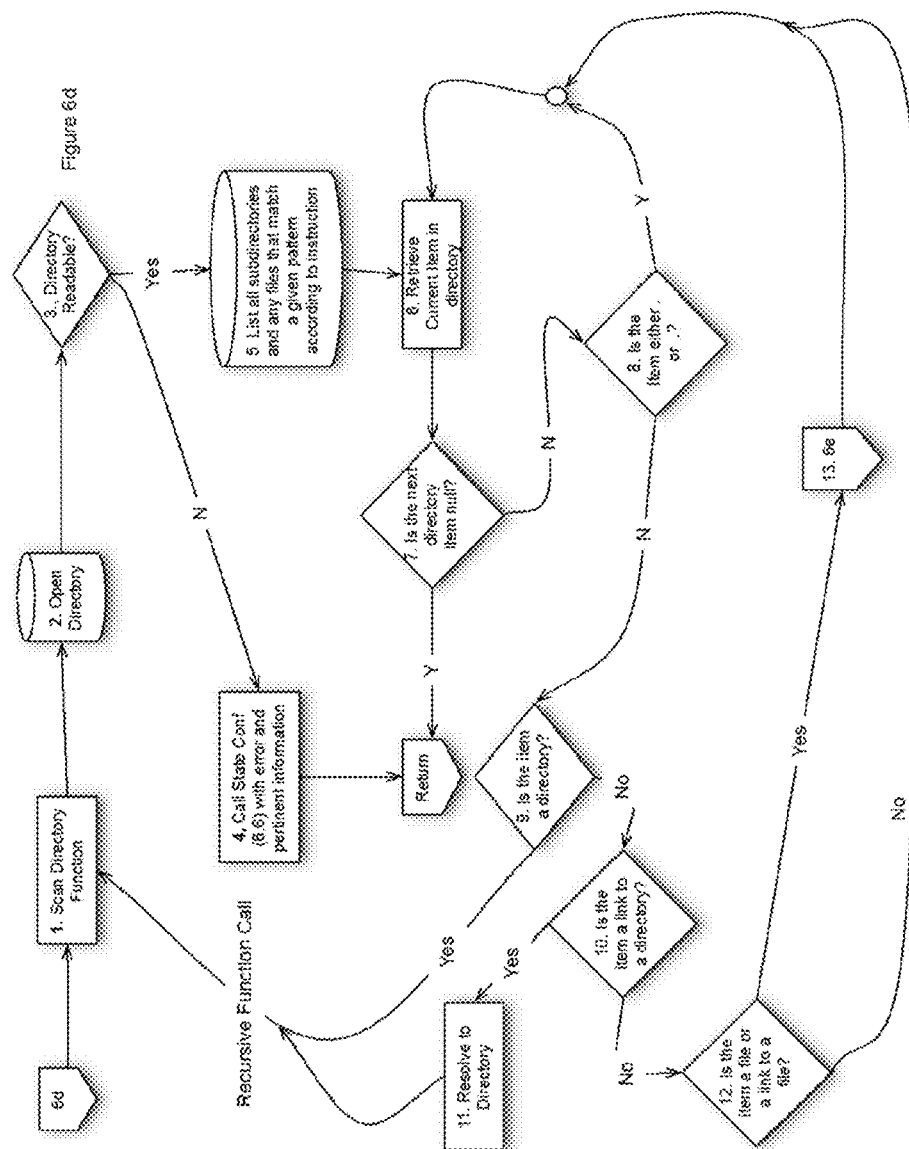 Figure 6d
6d
1. Scan Directory
Function
2. Open
Directory
3. Directory
Readable?
Yes
N
4. Call State Conf
(6.6) with error and
pertinent information
5 List all subdirectories
and any files that match
a given pattern
according to instruction
6. Retrieve
Current Item in
directory
7. Is the next
directory
item null?
Y
N
Return
8. Is the
item either .
or ..?
Y
N
9. Is the item
a directory?
Yes
No
Recursive Function Call
10. Is the
item a link to
a directory?
Yes
No
11. Resolve to
Directory
12. Is the
item a file or
a link to a
file?
Yes
No
13. 6e